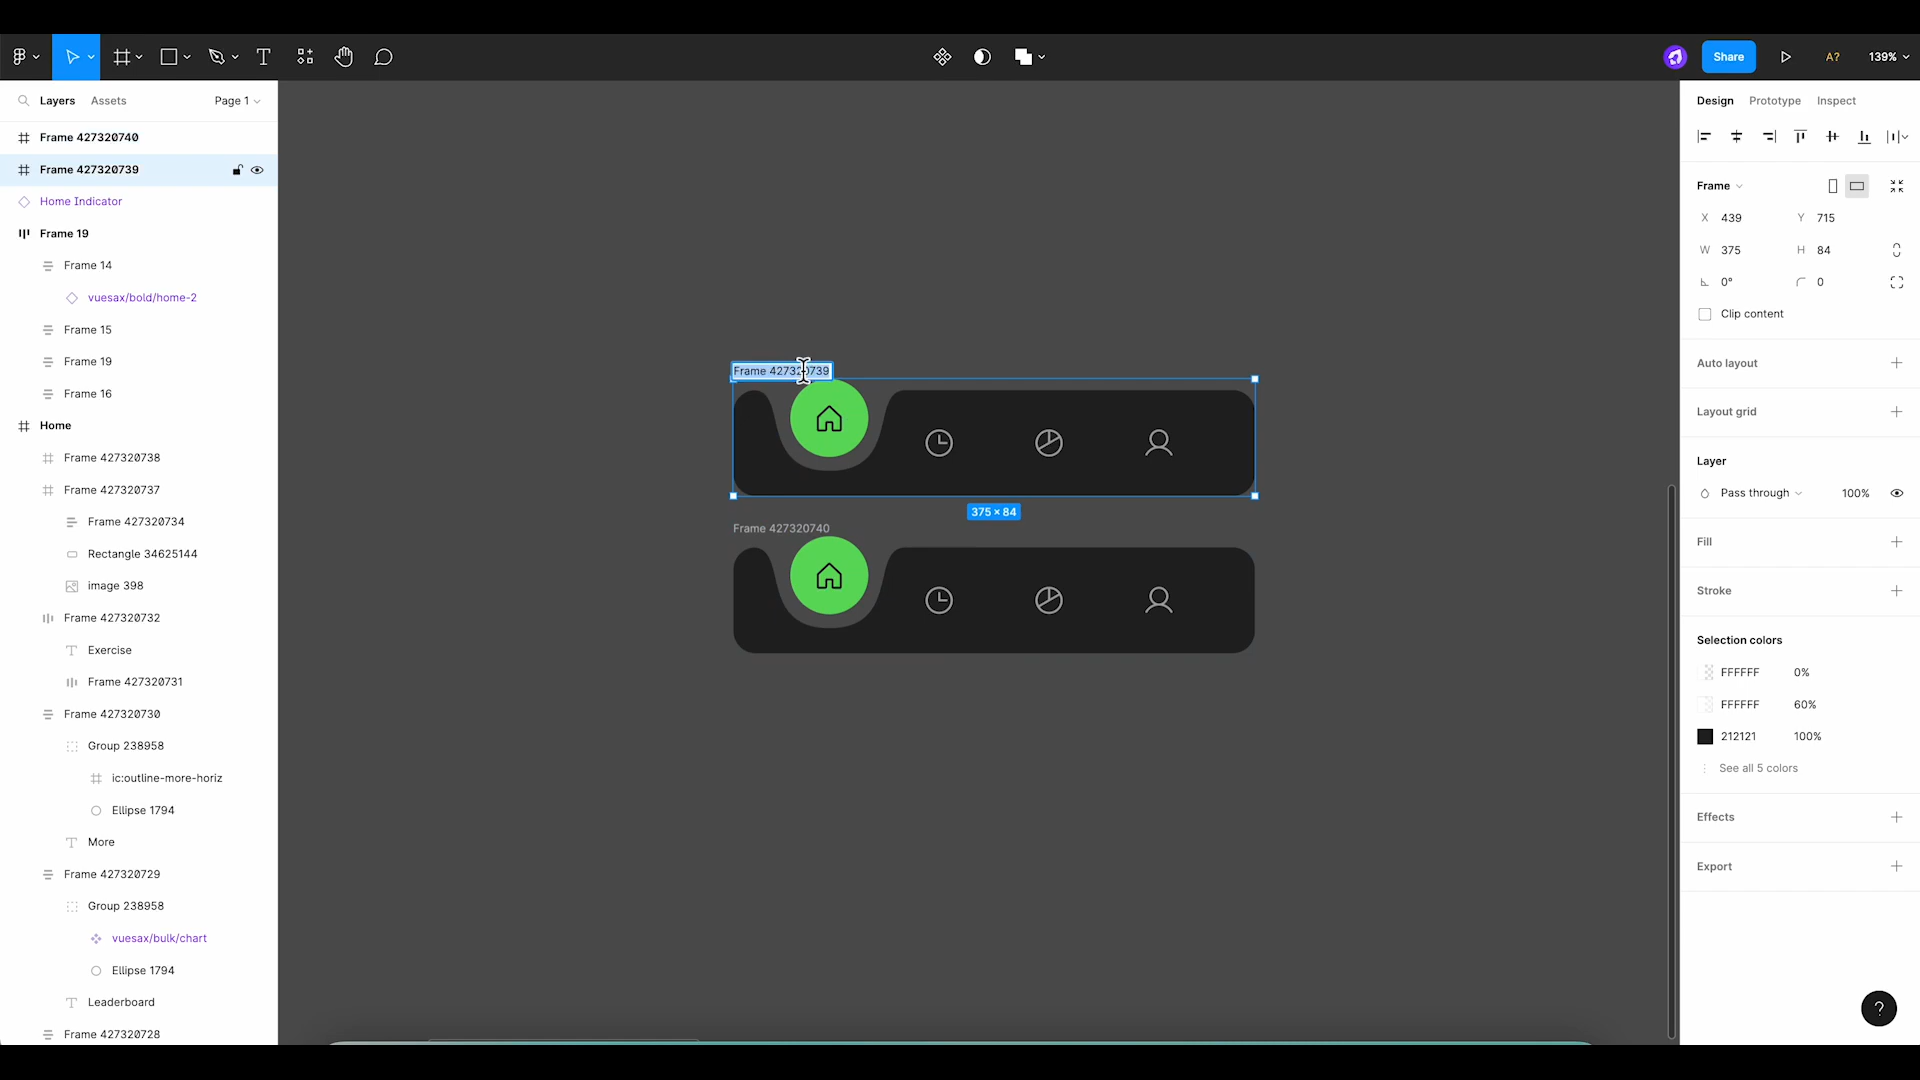 Share
A?
139%
Layers
Assets
Page 1
Frame 427320740
Frame 427320739
Home Indicator
Frame 19
Frame 14
vuesax/bold/home-2
Frame 15
Frame 19
Frame 16
Home
Frame 427320738
Frame 427320737
Frame 427320734
Rectangle 34625144
image 398
Frame 427320732
Exercise
Frame 427320731
Frame 427320730
Group 238958
ic:outline-more-horiz
Ellipse 1794
More
Frame 427320729
Group 238958
vuesax/bulk/chart
Ellipse 1794
Leaderboard
Frame 427320728
Frame 427320739
375 × 84
Frame 427320740
Design
Prototype
Inspect
Frame
X 439
Y 715
W 375
H 84
0°
0
Clip content
Auto layout
Layout grid
Layer
Pass through
100%
Fill
Stroke
Selection colors
FFFFFF 0%
FFFFFF 60%
212121 100%
See all 5 colors
Effects
Export
?